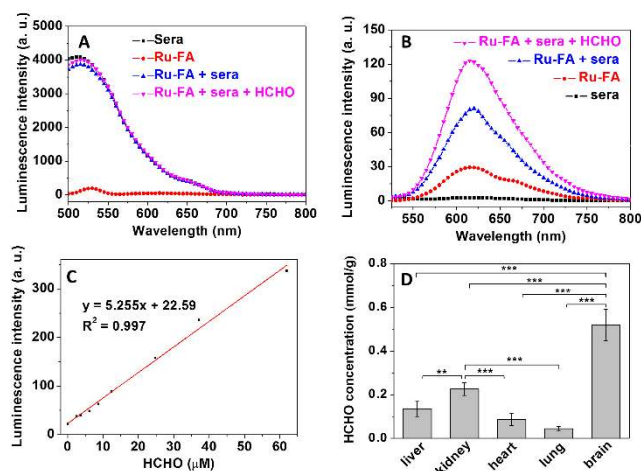 A
Sera
Ru-FA
Ru-FA + sera
Ru-FA + sera + HCHO
Luminescence intensity (a. u.)
5000
4000
3000
2000
1000
0
500 550 600 650 700 750 800
Wavelength (nm)
B
Ru-FA + sera + HCHO
Ru-FA + sera
Ru-FA
sera
Luminescence intensity (a. u.)
150
120
90
60
30
0
550 600 650 700 750 800
Wavelength (nm)
C
y = 5.255x + 22.59
R2 = 0.997
Luminescence intensity (a. u.)
300
200
100
0
0 20 40 60
HCHO (μM)
D
HCHO concentration (mmol/g)
0.8
0.6
0.4
0.2
0.0
***
***
***
***
***
** ***
liver kidney heart lung brain